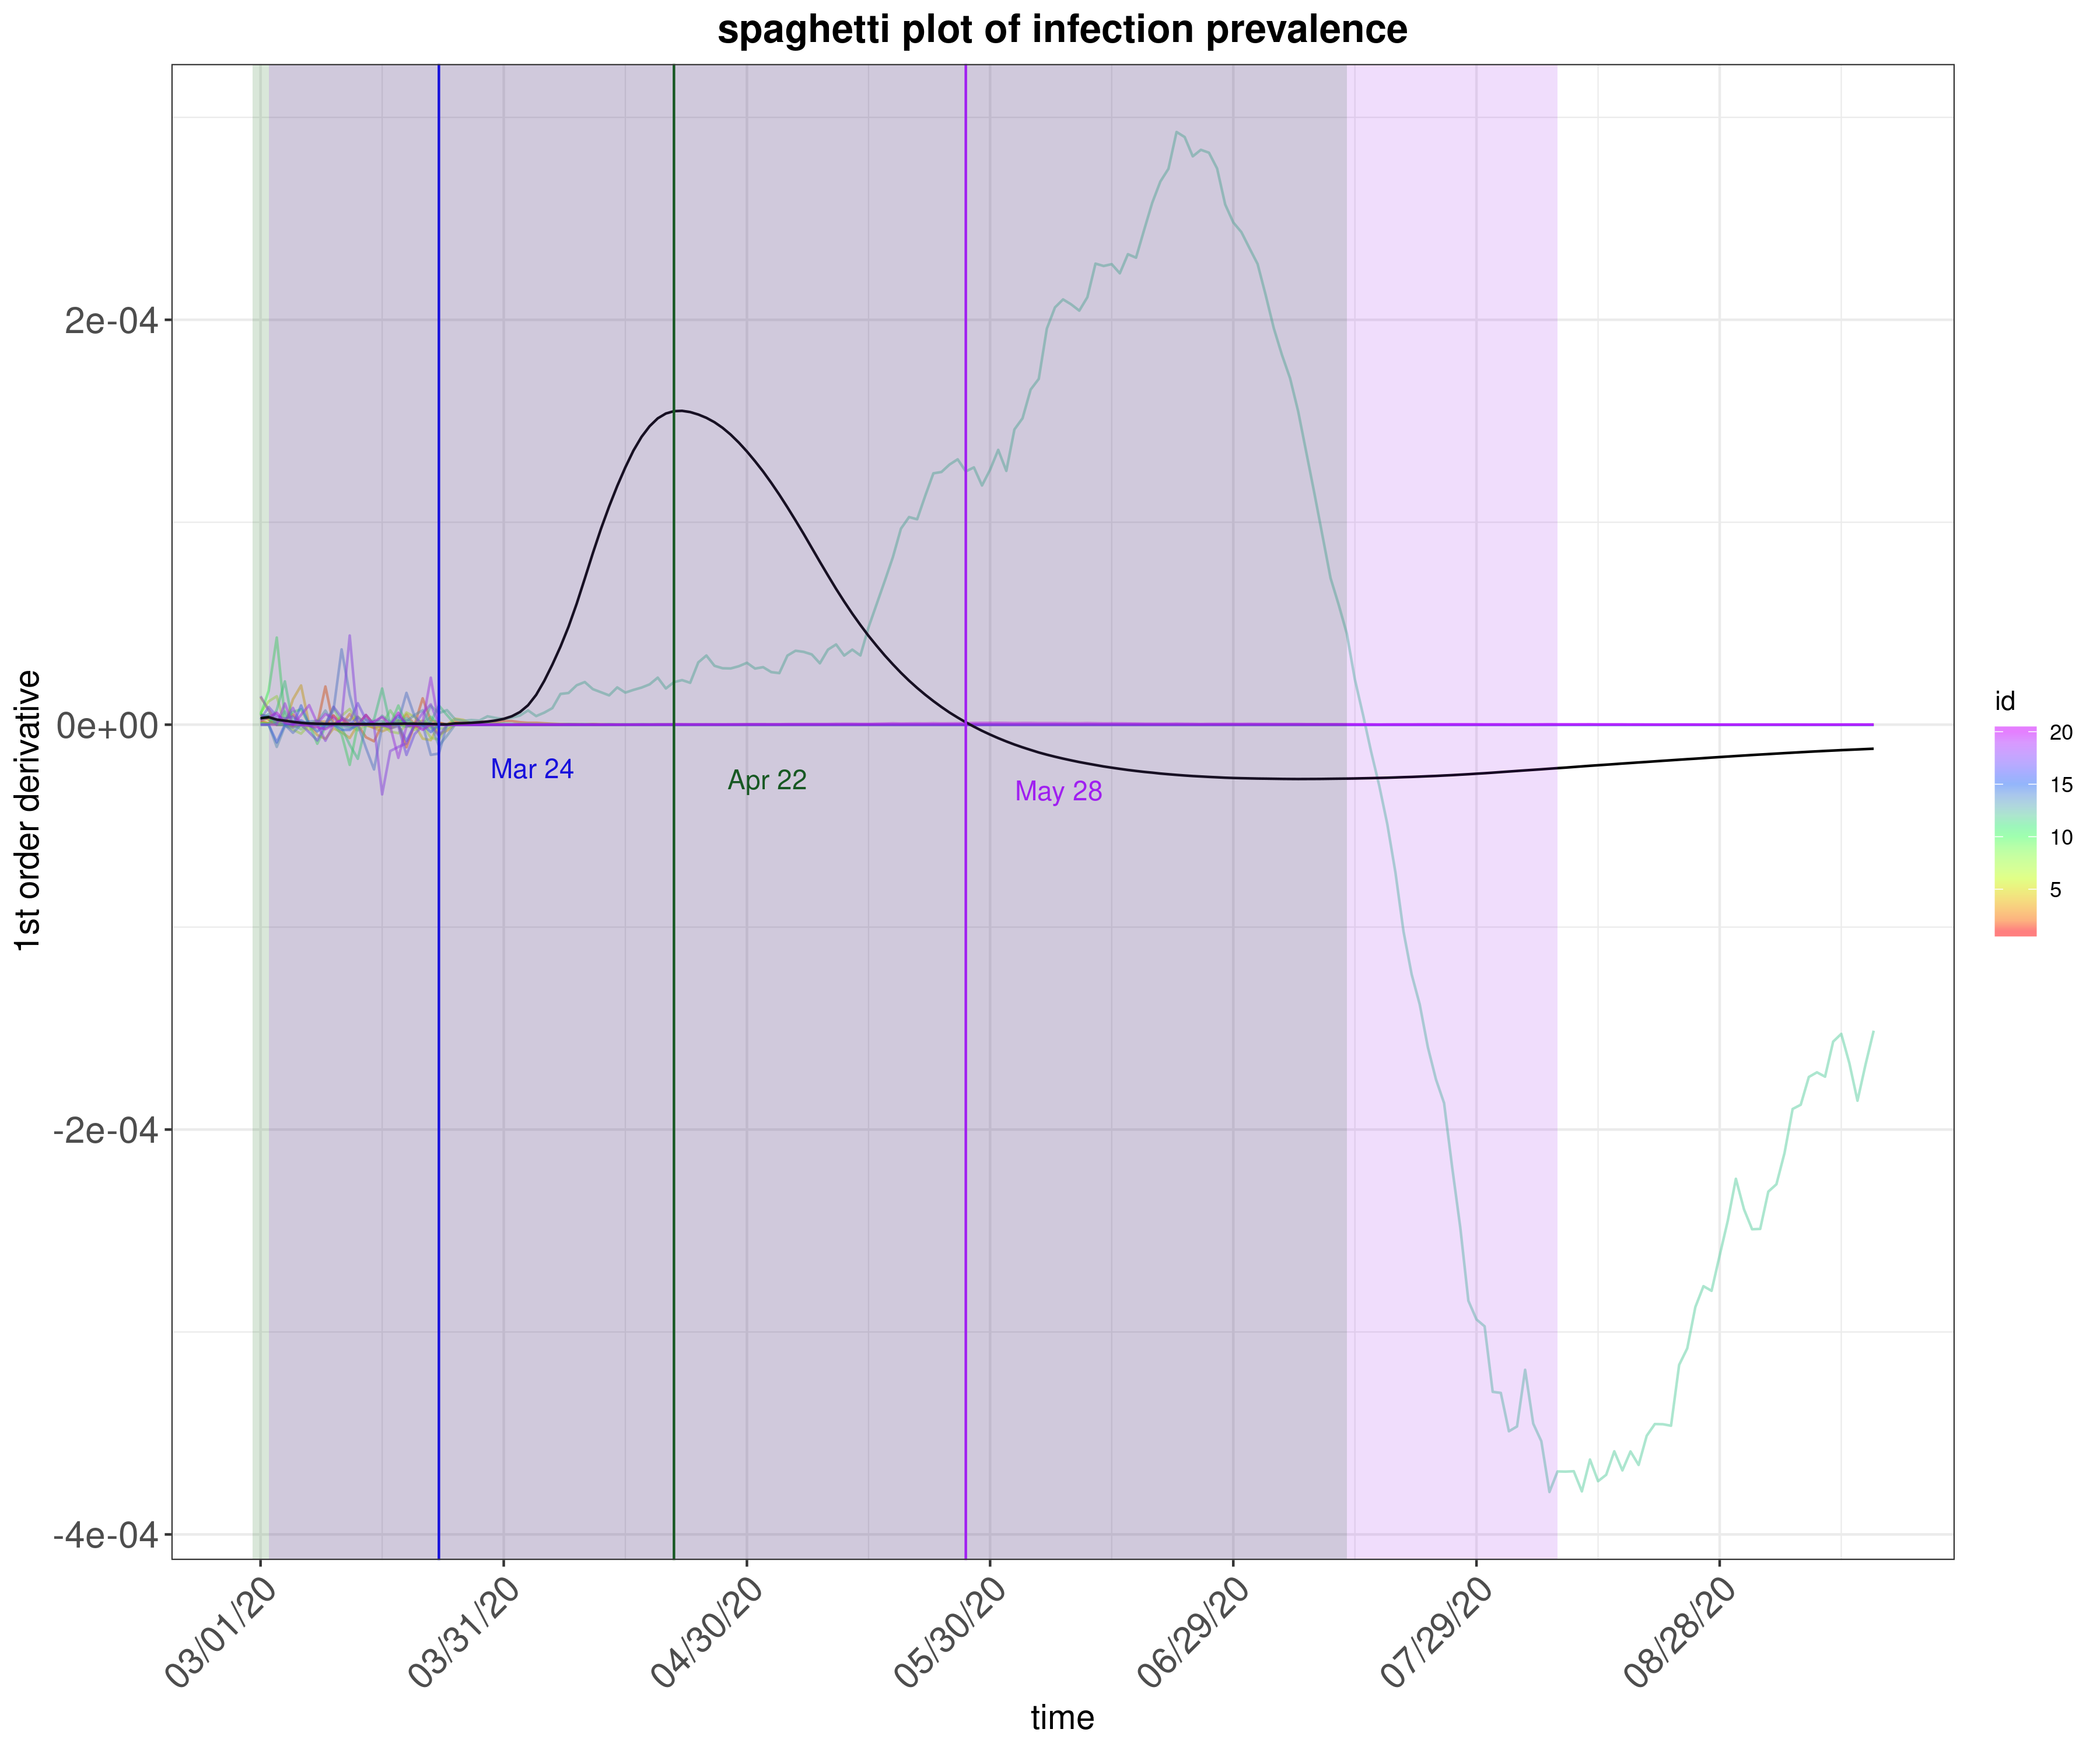 spaghetti plot of infection prevalence
1st order derivative
2e-04
0e+00
-2e-04
-4e-04
Mar 24
Apr 22
May 28
03/01/20
03/31/20
04/30/20
05/30/20
06/29/20
07/29/20
08/28/20
time
id
20
15
10
5